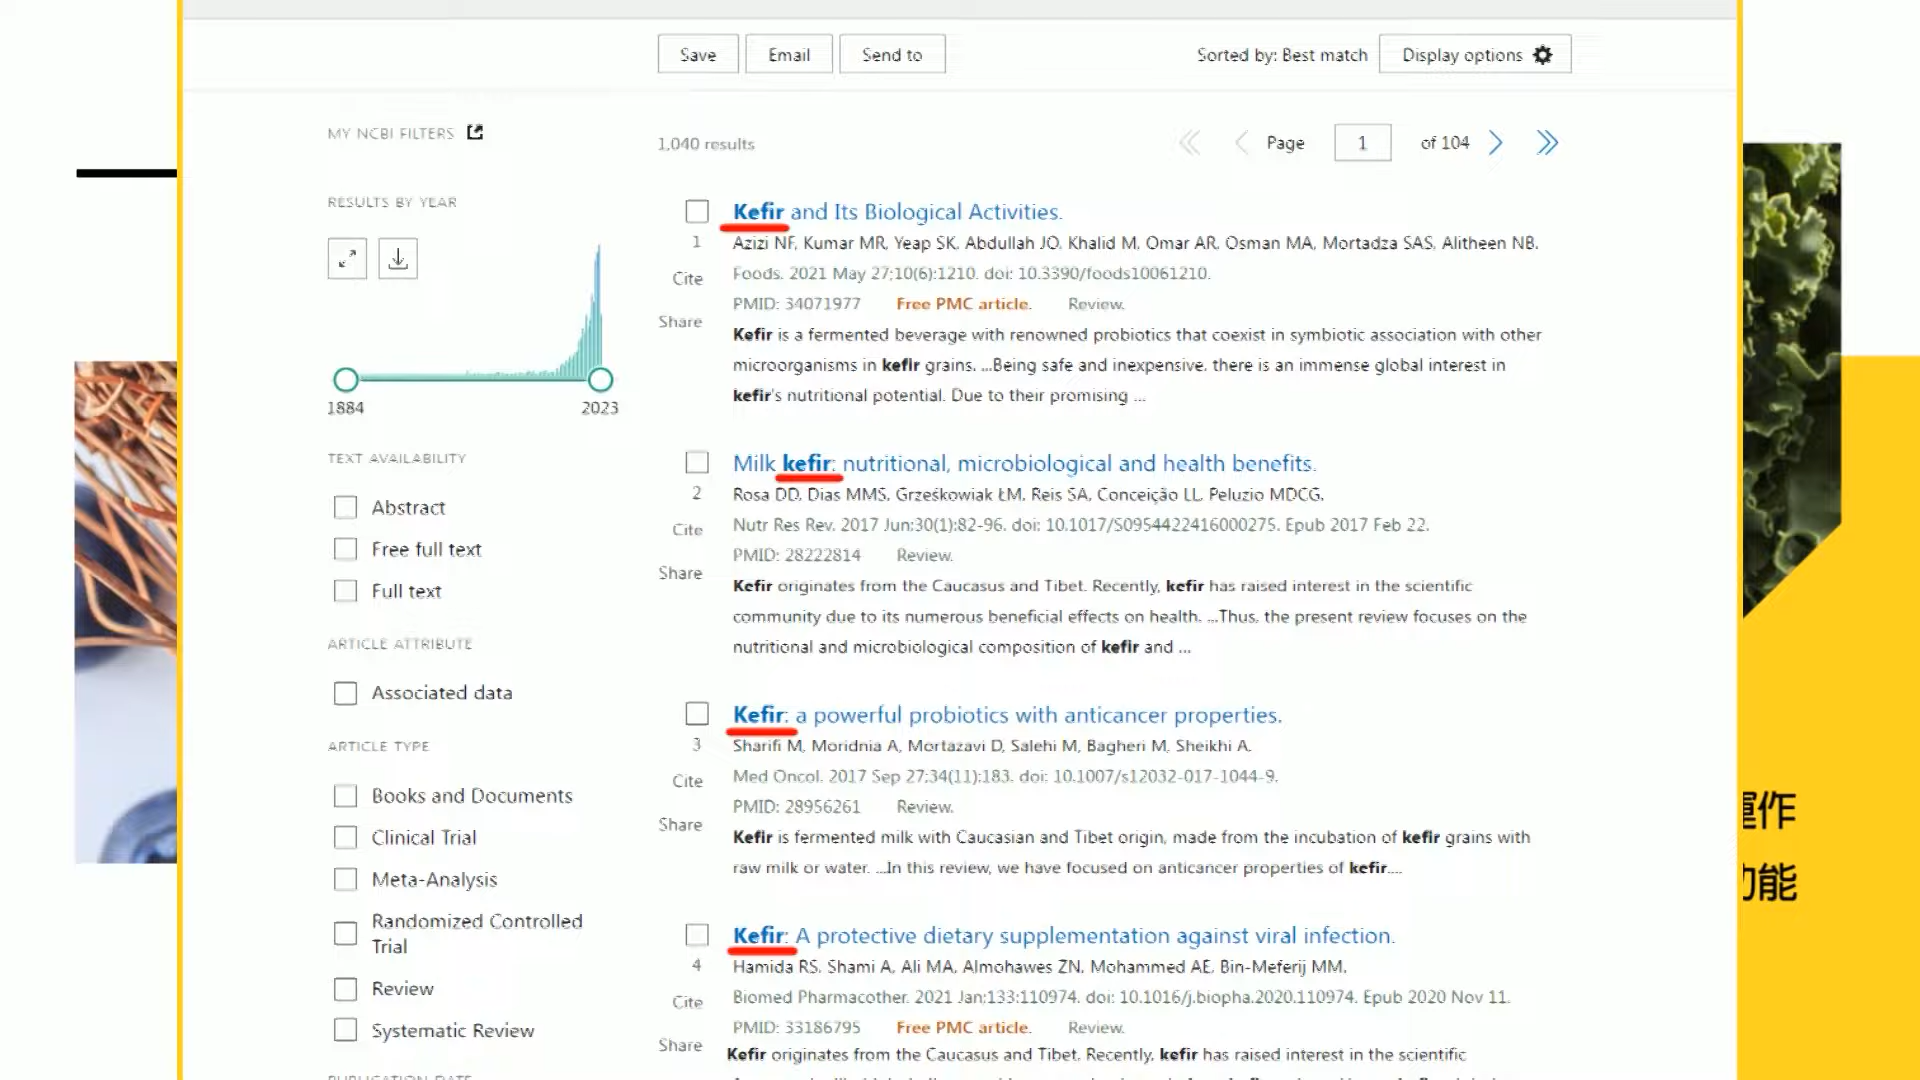 Save
Email
Send to
Sorted by: Best match
Display options
MY NCBI FILTERS
1,040 results
Page
1
of 104
RESULTS BY YEAR
1884
2023
TEXT AVAILABILITY
Abstract
Free full text
Full text
ARTICLE ATTRIBUTE
Associated data
ARTICLE TYPE
Books and Documents
Clinical Trial
Meta-Analysis
Randomized Controlled
Trial
Review
Systematic Review
PUBLICATION DATE
Kefir and Its Biological Activities.
1
Azizi NF, Kumar MR, Yeap SK, Abdullah JO, Khalid M, Omar AR, Osman MA, Mortadza SAS, Alitheen NB.
Cite
Foods. 2021 May 27;10(6):1210. doi: 10.3390/foods10061210.
PMID: 34071977 Free PMC article. Review.
Share
Kefir is a fermented beverage with renowned probiotics that coexist in symbiotic association with other
microorganisms in kefir grains. ...Being safe and inexpensive, there is an immense global interest in
kefir's nutritional potential. Due to their promising ...
Milk kefir: nutritional, microbiological and health benefits.
2
Rosa DD, Dias MMS, Grześkowiak ŁM, Reis SA, Conceição LL, Peluzio MDCG.
Cite
Nutr Res Rev. 2017 Jun;30(1):82-96. doi: 10.1017/S0954422416000275. Epub 2017 Feb 22.
PMID: 28222814 Review.
Share
Kefir originates from the Caucasus and Tibet. Recently, kefir has raised interest in the scientific
community due to its numerous beneficial effects on health. ...Thus, the present review focuses on the
nutritional and microbiological composition of kefir and ...
Kefir: a powerful probiotics with anticancer properties.
3
Sharifi M, Moridnia A, Mortazavi D, Salehi M, Bagheri M, Sheikhi A.
Cite
Med Oncol. 2017 Sep 27;34(11):183. doi: 10.1007/s12032-017-1044-9.
PMID: 28956261 Review.
Share
Kefir is fermented milk with Caucasian and Tibet origin, made from the incubation of kefir grains with
raw milk or water. ...In this review, we have focused on anticancer properties of kefir....
Kefir: A protective dietary supplementation against viral infection.
4
Hamida RS, Shami A, Ali MA, Almohawes ZN, Mohammed AE, Bin-Meferij MM.
Cite
Biomed Pharmacother. 2021 Jan;133:110974. doi: 10.1016/j.biopha.2020.110974. Epub 2020 Nov 11.
PMID: 33186795 Free PMC article. Review.
Share
Kefir originates from the Caucasus and Tibet. Recently, kefir has raised interest in the scientific
運作
功能